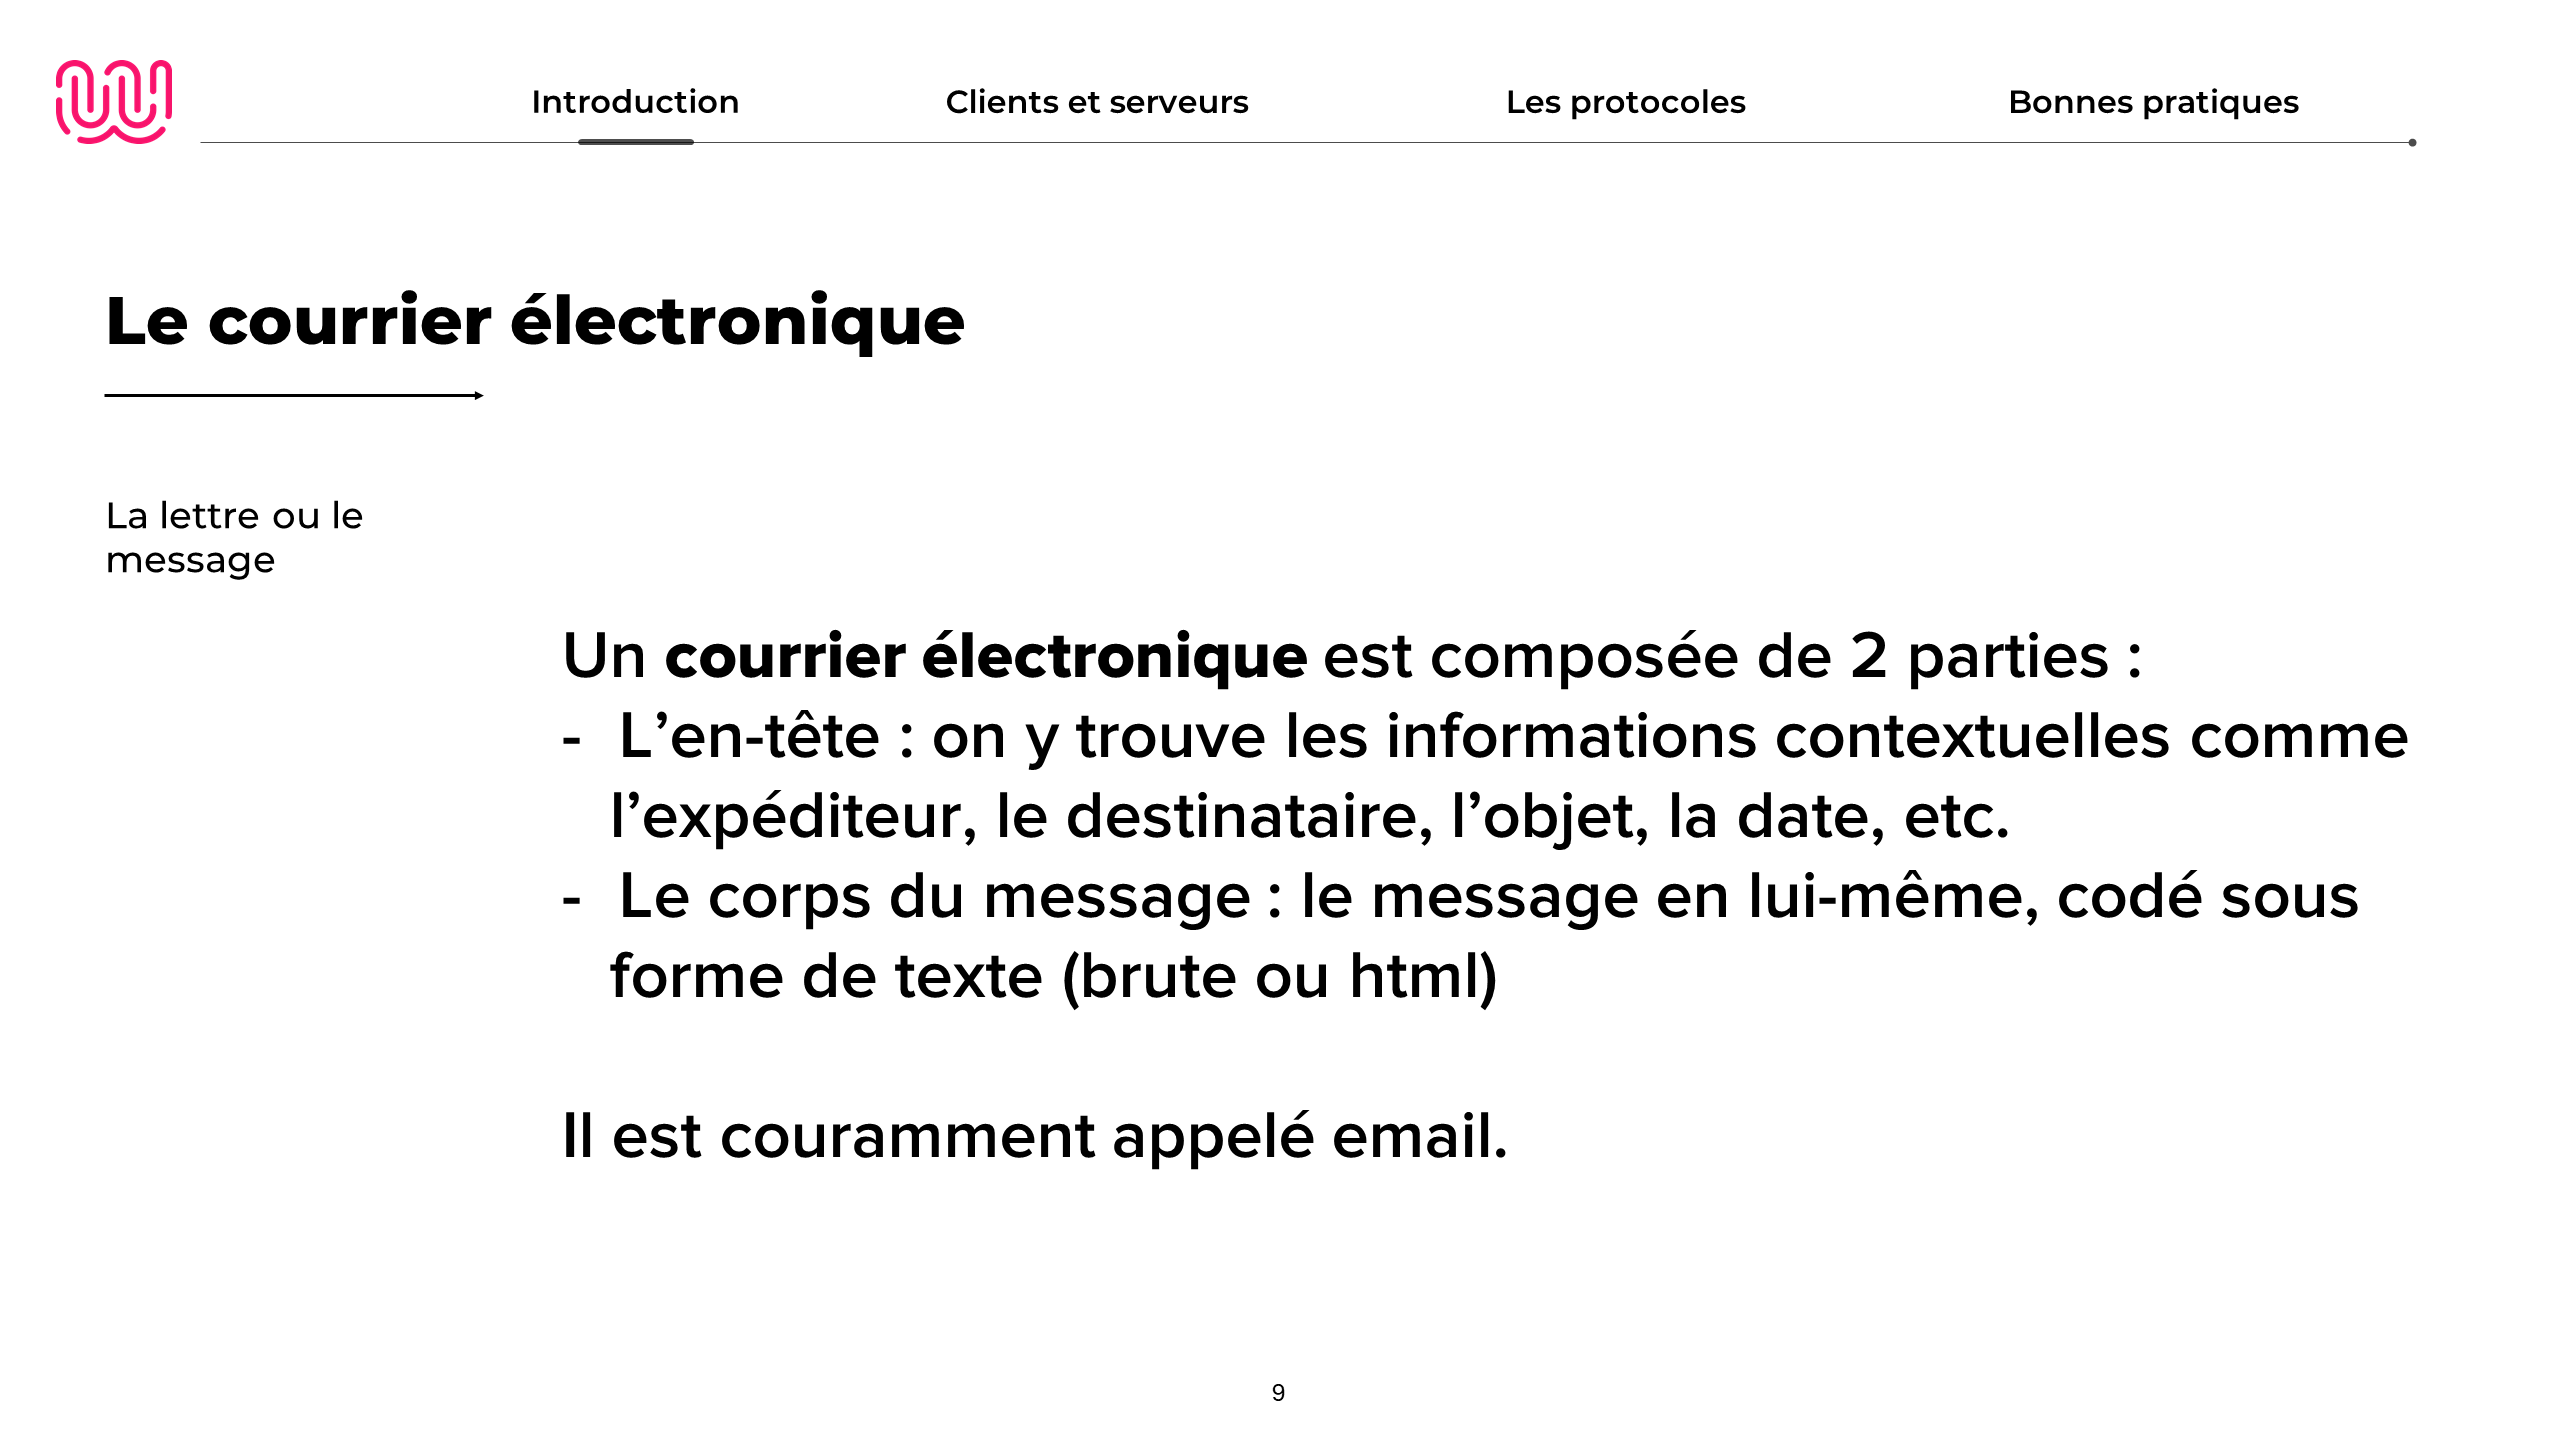 Introduction
Clients et serveurs
Les protocoles
Bonnes pratiques
Le courrier électronique
La lettre ou le
message
Un courrier électronique est composée de 2 parties :
- L’en-tête : on y trouve les informations contextuelles comme
l’expéditeur, le destinataire, l’objet, la date, etc.
- Le corps du message : le message en lui-même, codé sous
forme de texte (brute ou html)
Il est couramment appelé email.
9